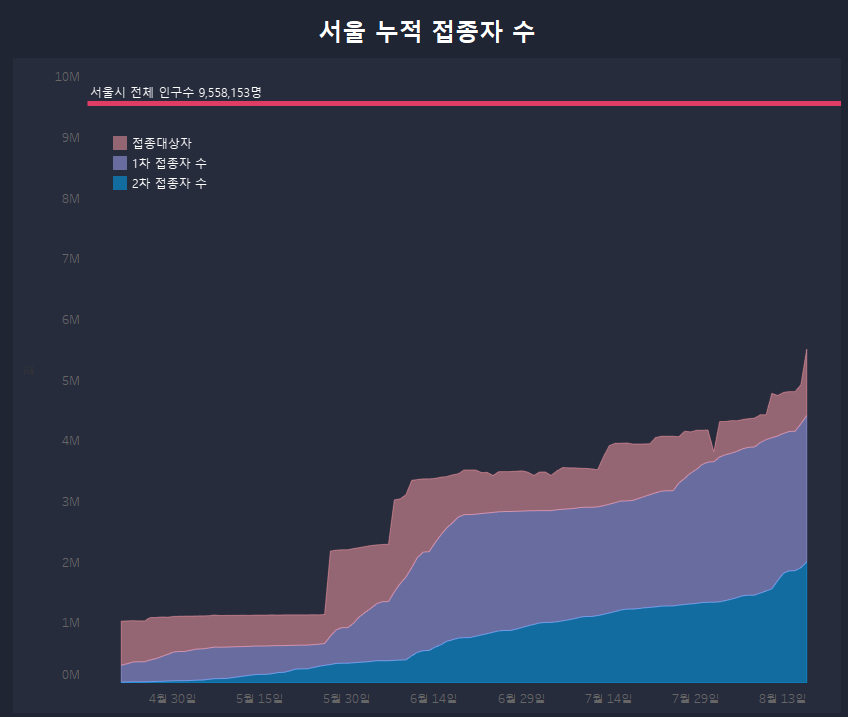 서울 누적 접종자 수
10M
서울시 전체 인구수 9,558,153명
9M
접종대상자
1차 접종자 수
2차 접종자 수
8M
7M
6M
5M
4M
3M
2M
1M
0M
4월 30일 5월 15일 5월 30일 6월 14일 6월 29일 7월 14일 7월 29일 8월 13일